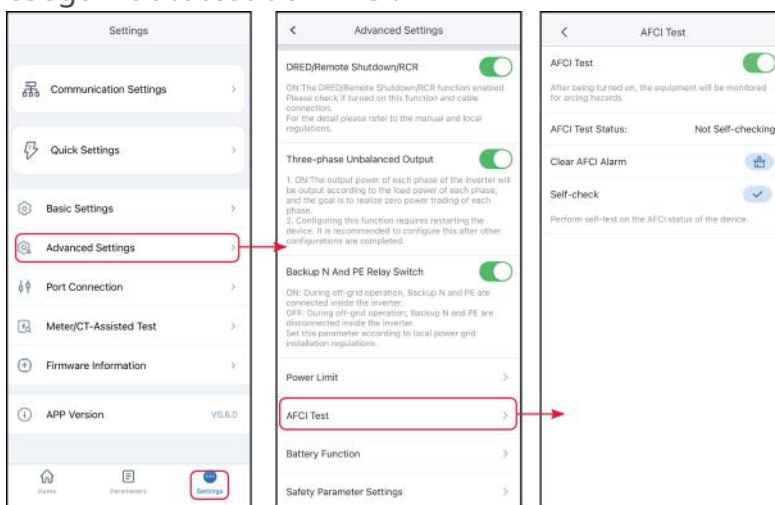 Settings
Communication Settings
Quick Settings
Basic Settings
Advanced Settings
Port Connection
Meter/CT-Assisted Test
Firmware Information
APP Version V5.6.0
Home Parameters Settings
Advanced Settings
DRED/Remote Shutdown/RCR
ON:The DRED/Remote Shutdown/RCR function enabled
Please check if turned on this function and cable
connection.
For the detail please refer to the manual and local
regulations.
Three-phase Unbalanced Output
1. ON:The output power of each phase of the inverter will
be output according to the load power of each phase,
and the goal is to realize zero power trading of each
phase.
2. Configuring this function requires restarting the
device. It is recommended to configure this after other
configurations are completed.
Backup N And PE Relay Switch
ON: During off-grid operation, Backup N and PE are
connected inside the inverter.
OFF: During off-grid operation, Backup N and PE are
disconnected inside the inverter.
Set this parameter according to local power grid
installation regulations.
Power Limit
AFCI Test
Battery Function
Safety Parameter Settings
AFCI Test
AFCI Test
After being turned on, the equipment will be monitored
for arcing hazards.
AFCI Test Status: Not Self-checking
Clear AFCI Alarm
Self-check
Perform self-test on the AFCI status of the device.